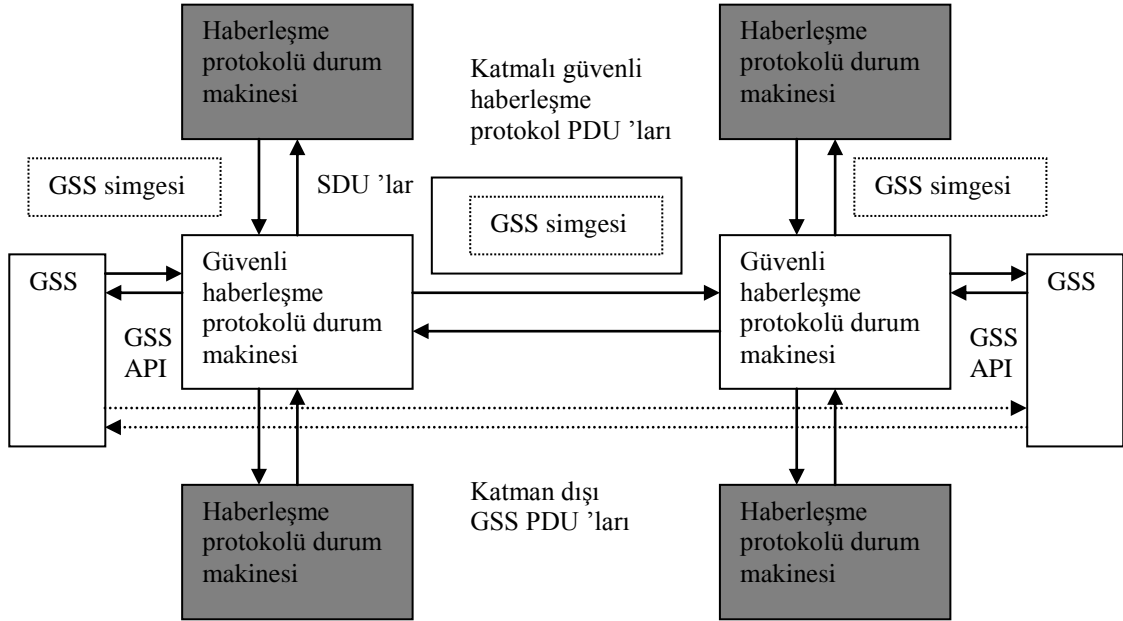 Haberleşme
protokolü durum
makinesi
Katmalı güvenli
haberleşme
protokol PDU ’ları
Haberleşme
protokolü durum
makinesi
GSS simgesi
SDU ’lar
GSS simgesi
GSS simgesi
GSS
Güvenli
haberleşme
protokolü durum
makinesi
Güvenli
haberleşme
protokolü durum
makinesi
GSS
GSS
API
GSS
API
Haberleşme
protokolü durum
makinesi
Katman dışı
GSS PDU ’ları
Haberleşme
protokolü durum
makinesi